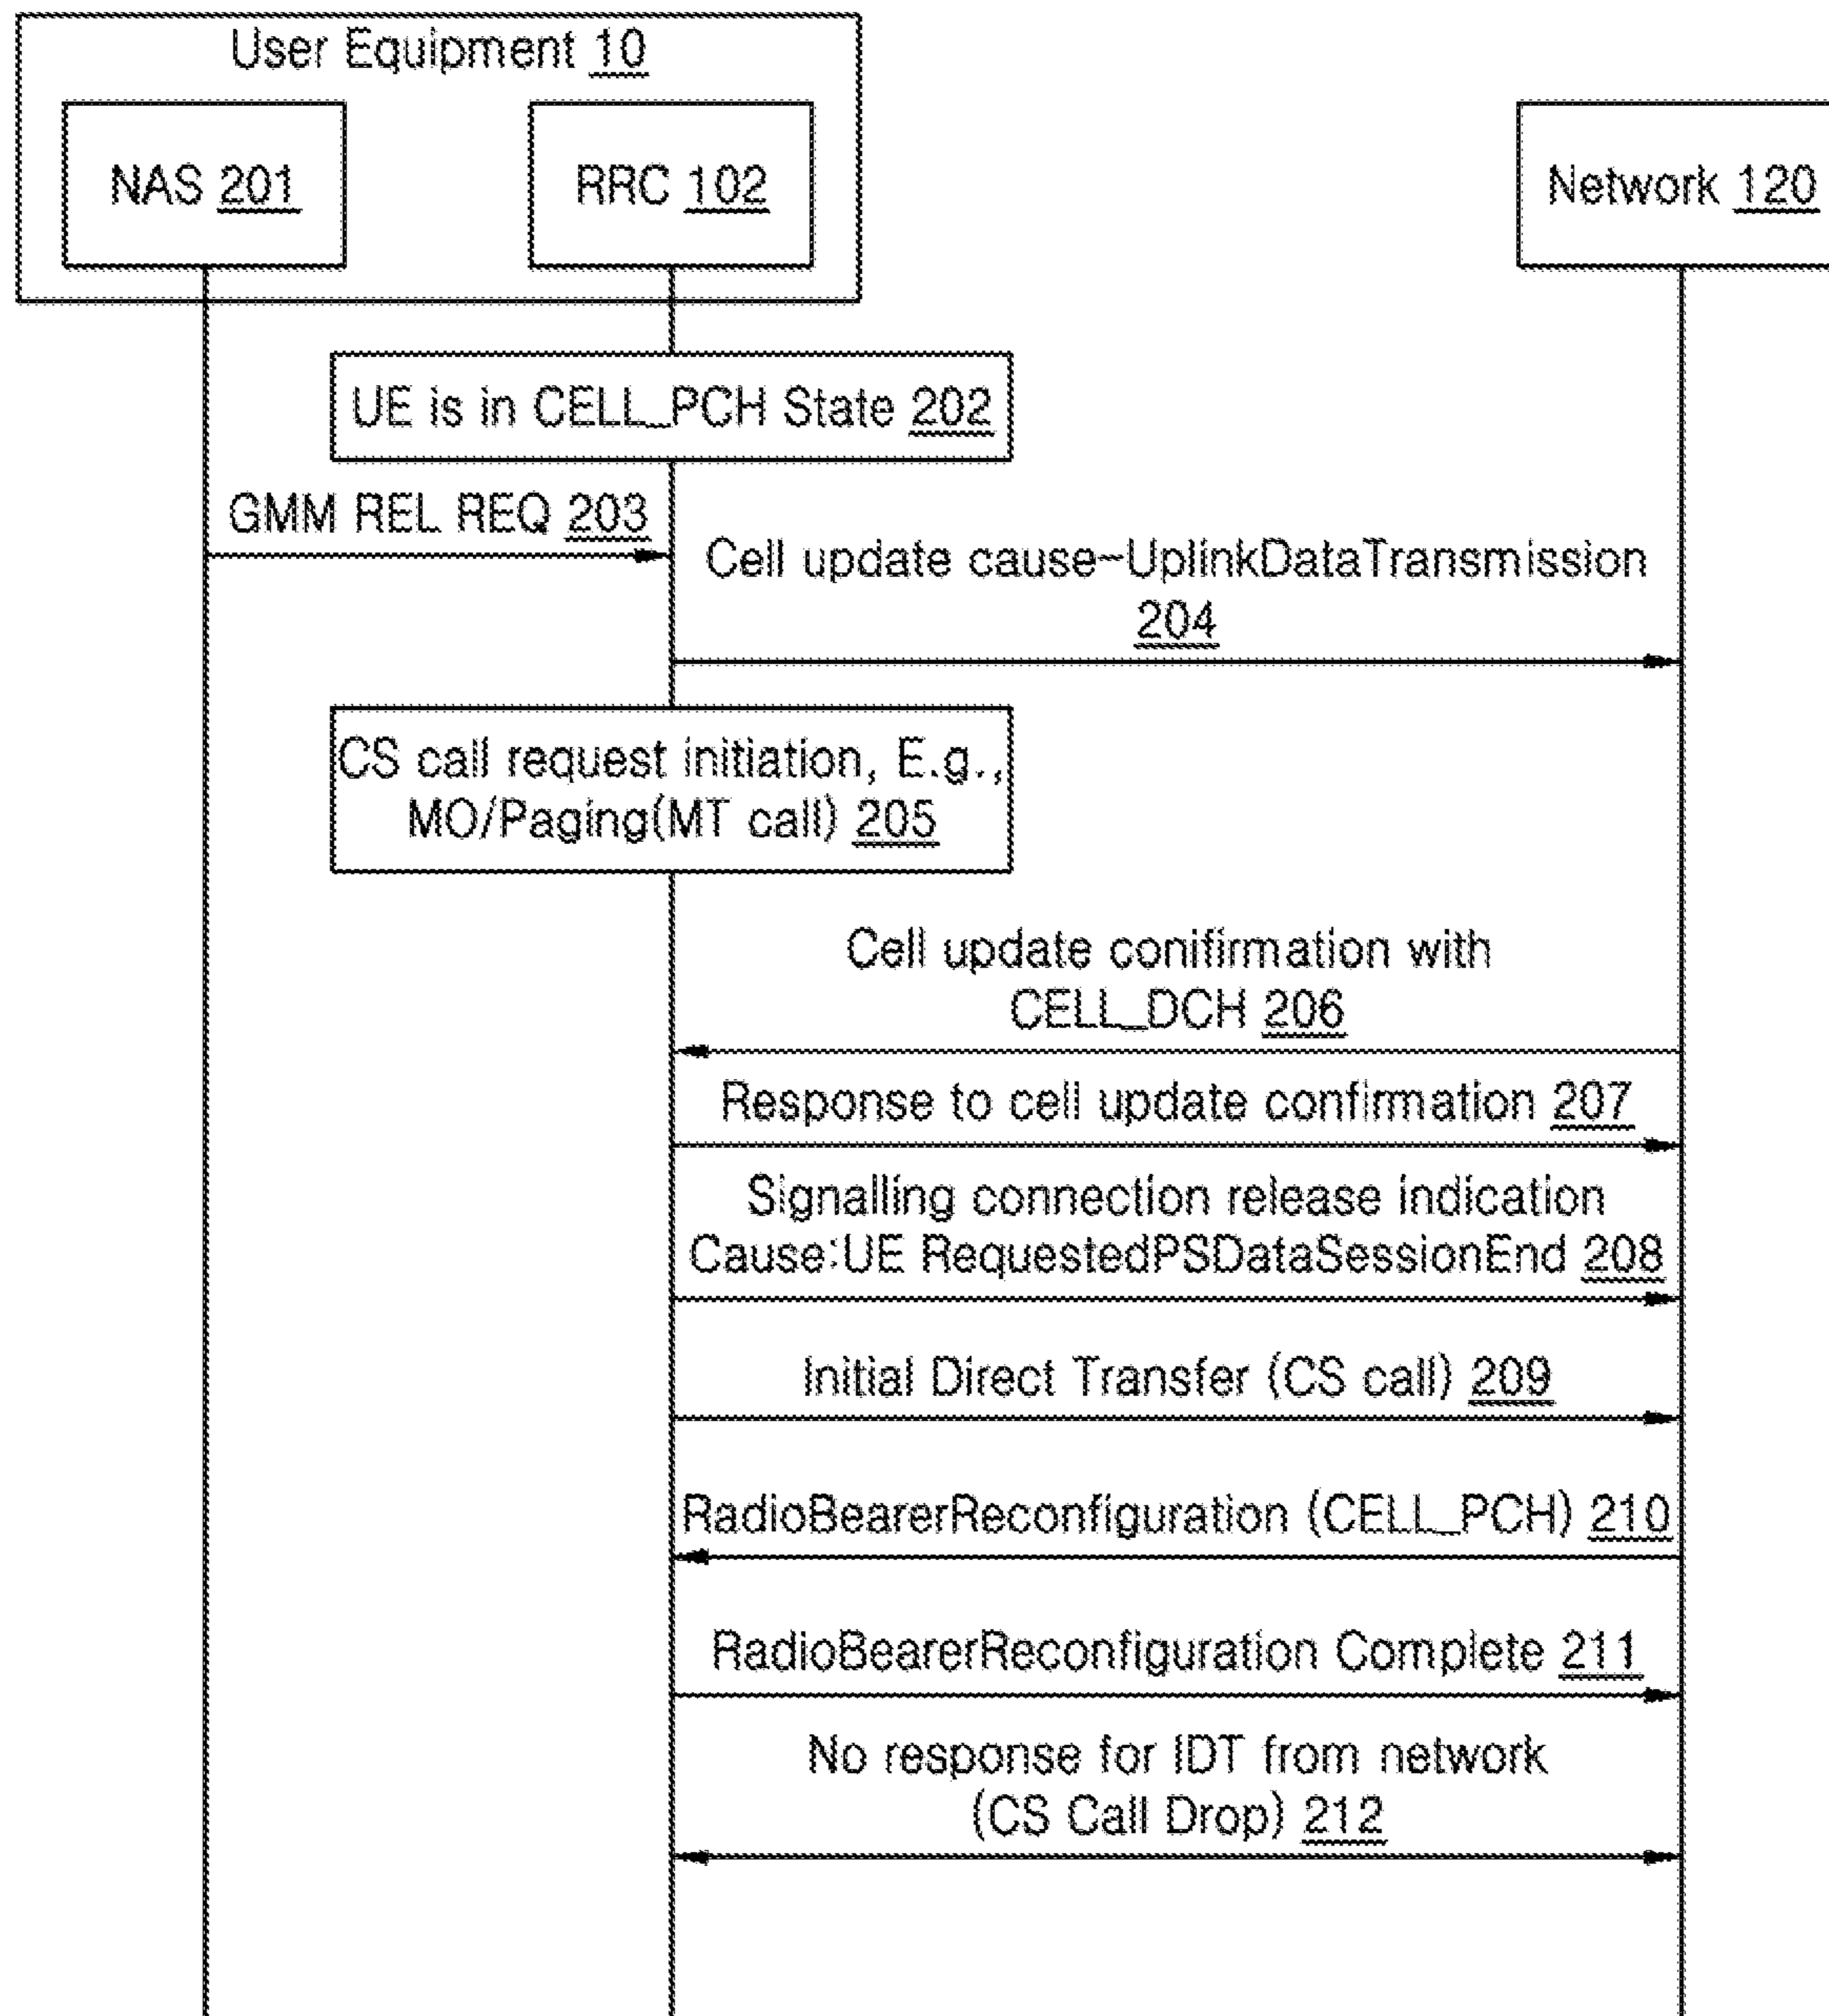 User Equipment 10
NAS 201
RRC 102
Network 120
UE is in CELL_PCH State 202
GMM REL REQ 203
Cell update cause-UplinkDataTransmission
204
CS call request initiation, E.g.,
MO/Paging(MT call) 205
Cell update conifirmation with
CELL_DCH 206
Response to cell update confirmation 207
Signalling connection release indication
Cause:UE RequestedPSDataSessionEnd 208
Initial Direct Transfer (CS call) 209
RadioBearerReconfiguration (CELL_PCH) 210
RadioBearerReconfiguration Complete 211
No response for IDT from network
(CS Call Drop) 212